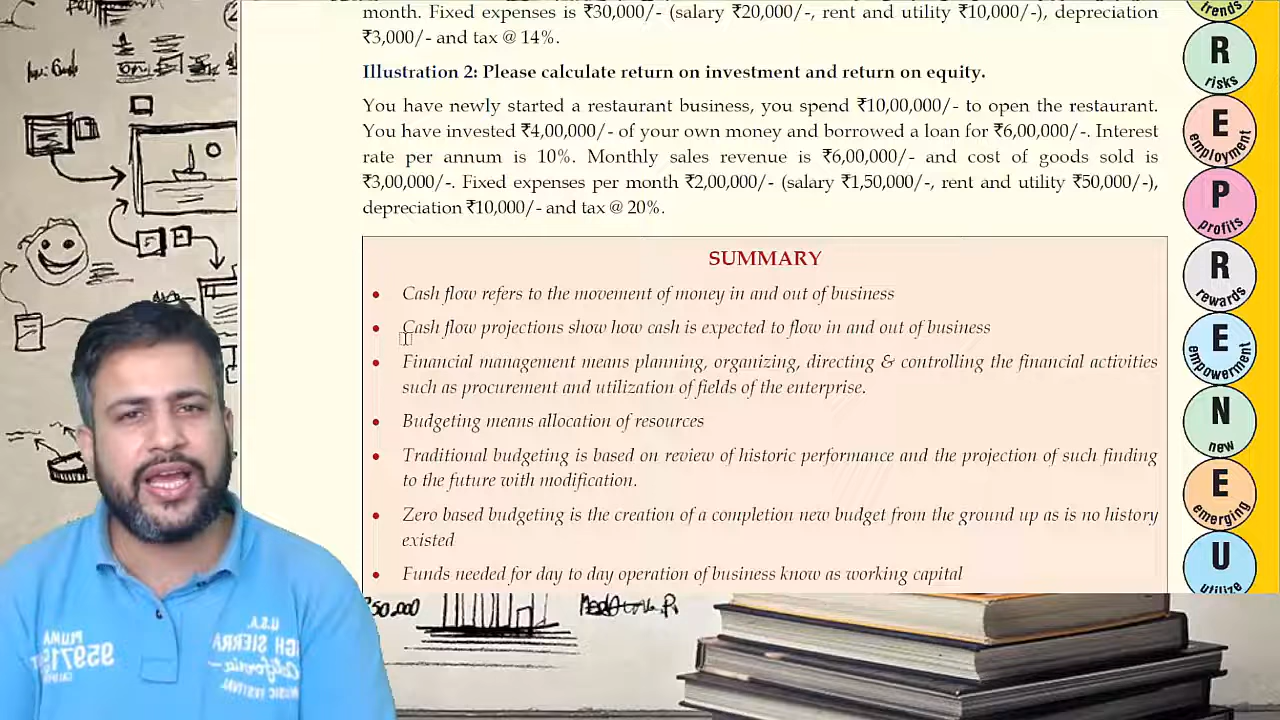 month. Fixed expenses is ₹30,000/- (salary ₹20,000/-, rent and utility ₹10,000/-), depreciation
₹3,000/- and tax @ 14%.
Illustration 2: Please calculate return on investment and return on equity.
You have newly started a restaurant business, you spend ₹10,00,000/- to open the restaurant.
You have invested ₹4,00,000/- of your own money and borrowed a loan for ₹6,00,000/-. Interest
rate per annum is 10%. Monthly sales revenue is ₹6,00,000/- and cost of goods sold is
₹3,00,000/-. Fixed expenses per month ₹2,00,000/- (salary ₹1,50,000/-, rent and utility ₹50,000/-),
depreciation ₹10,000/- and tax @ 20%.
SUMMARY
• Cash flow refers to the movement of money in and out of business
• Cash flow projections show how cash is expected to flow in and out of business
• Financial management means planning, organizing, directing & controlling the financial activities
such as procurement and utilization of fields of the enterprise.
• Budgeting means allocation of resources
• Traditional budgeting is based on review of historic performance and the projection of such finding
to the future with modification.
• Zero based budgeting is the creation of a completion new budget from the ground up as is no history
existed
• Funds needed for day to day operation of business know as working capital
trends
R
risks
E
employment
P
profits
R
rewards
E
empowerment
N
new
E
emerging
U
utilize
₹50,000
U.S.A.
HIGH SIERRA
California
MUSIC FESTIVAL
PLUMA
95971